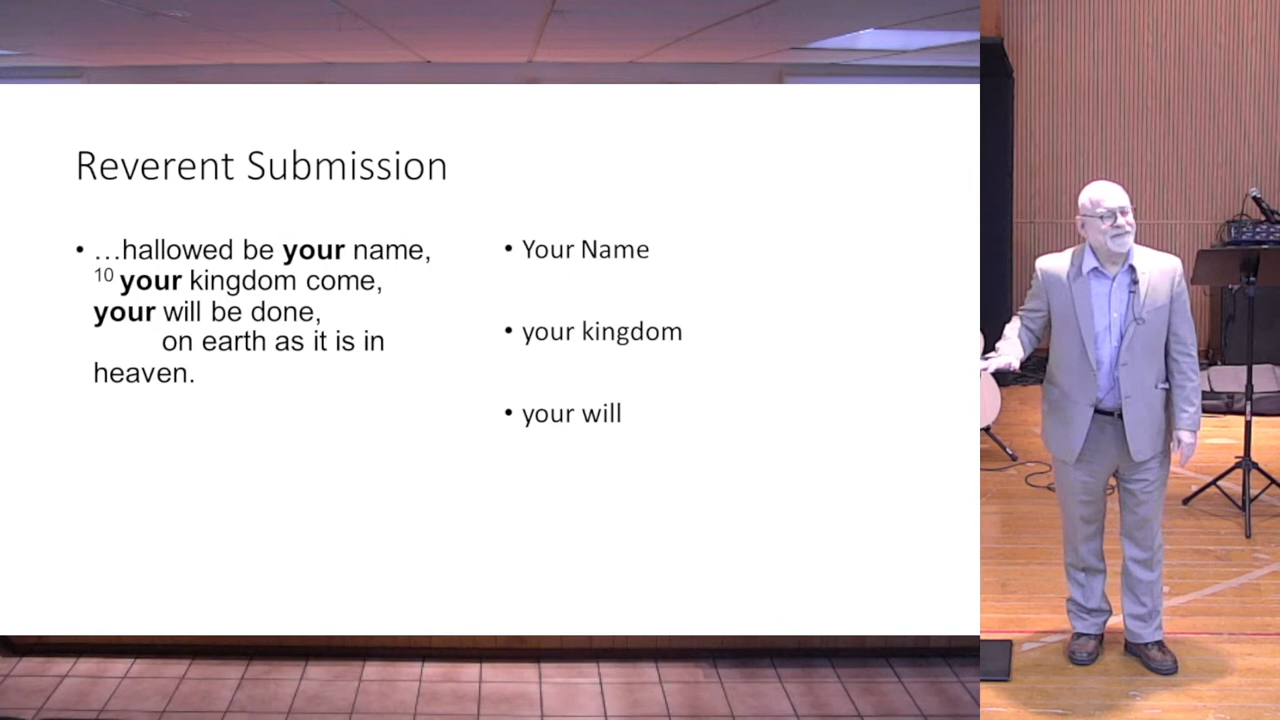 Reverent Submission
• …hallowed be your name,
10 your kingdom come,
your will be done,
on earth as it is in
heaven.
• Your Name
• your kingdom
• your will